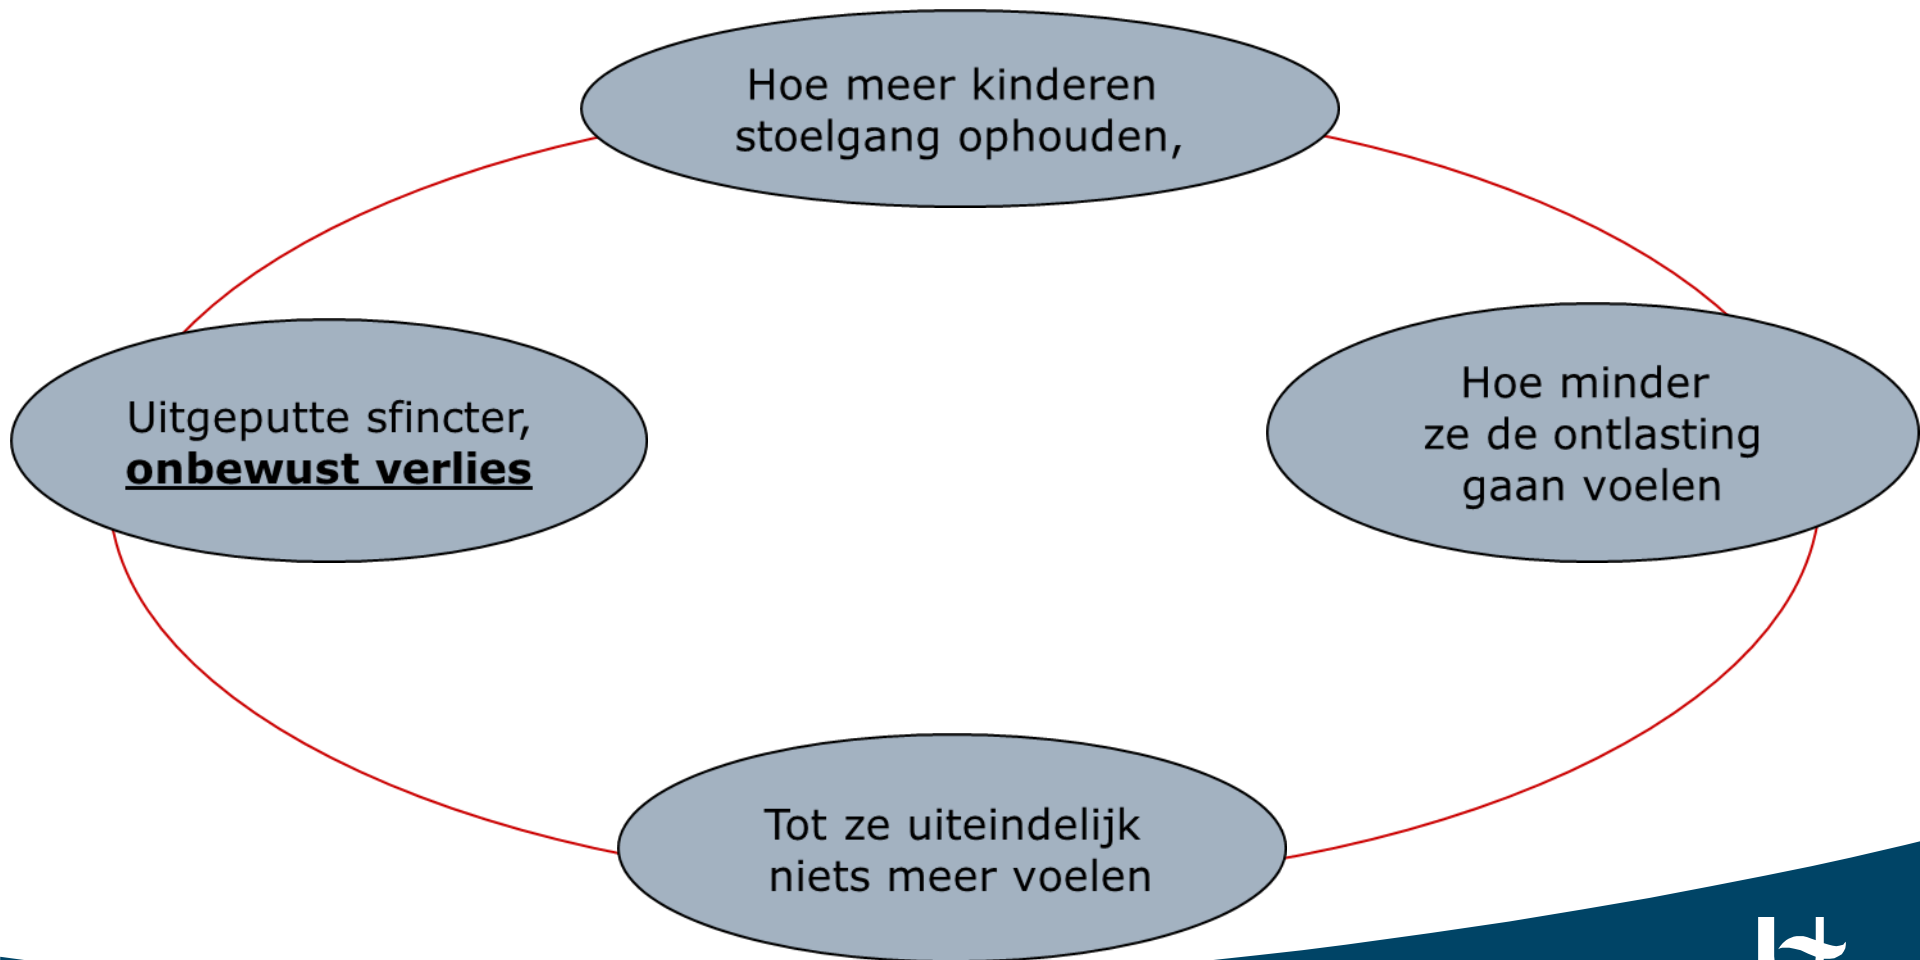 Hoe meer kinderen
stoelgang ophouden,
Hoe minder
ze de ontlasting
gaan voelen
Tot ze uiteindelijk
niets meer voelen
Uitgeputte sfincter,
onbewust verlies